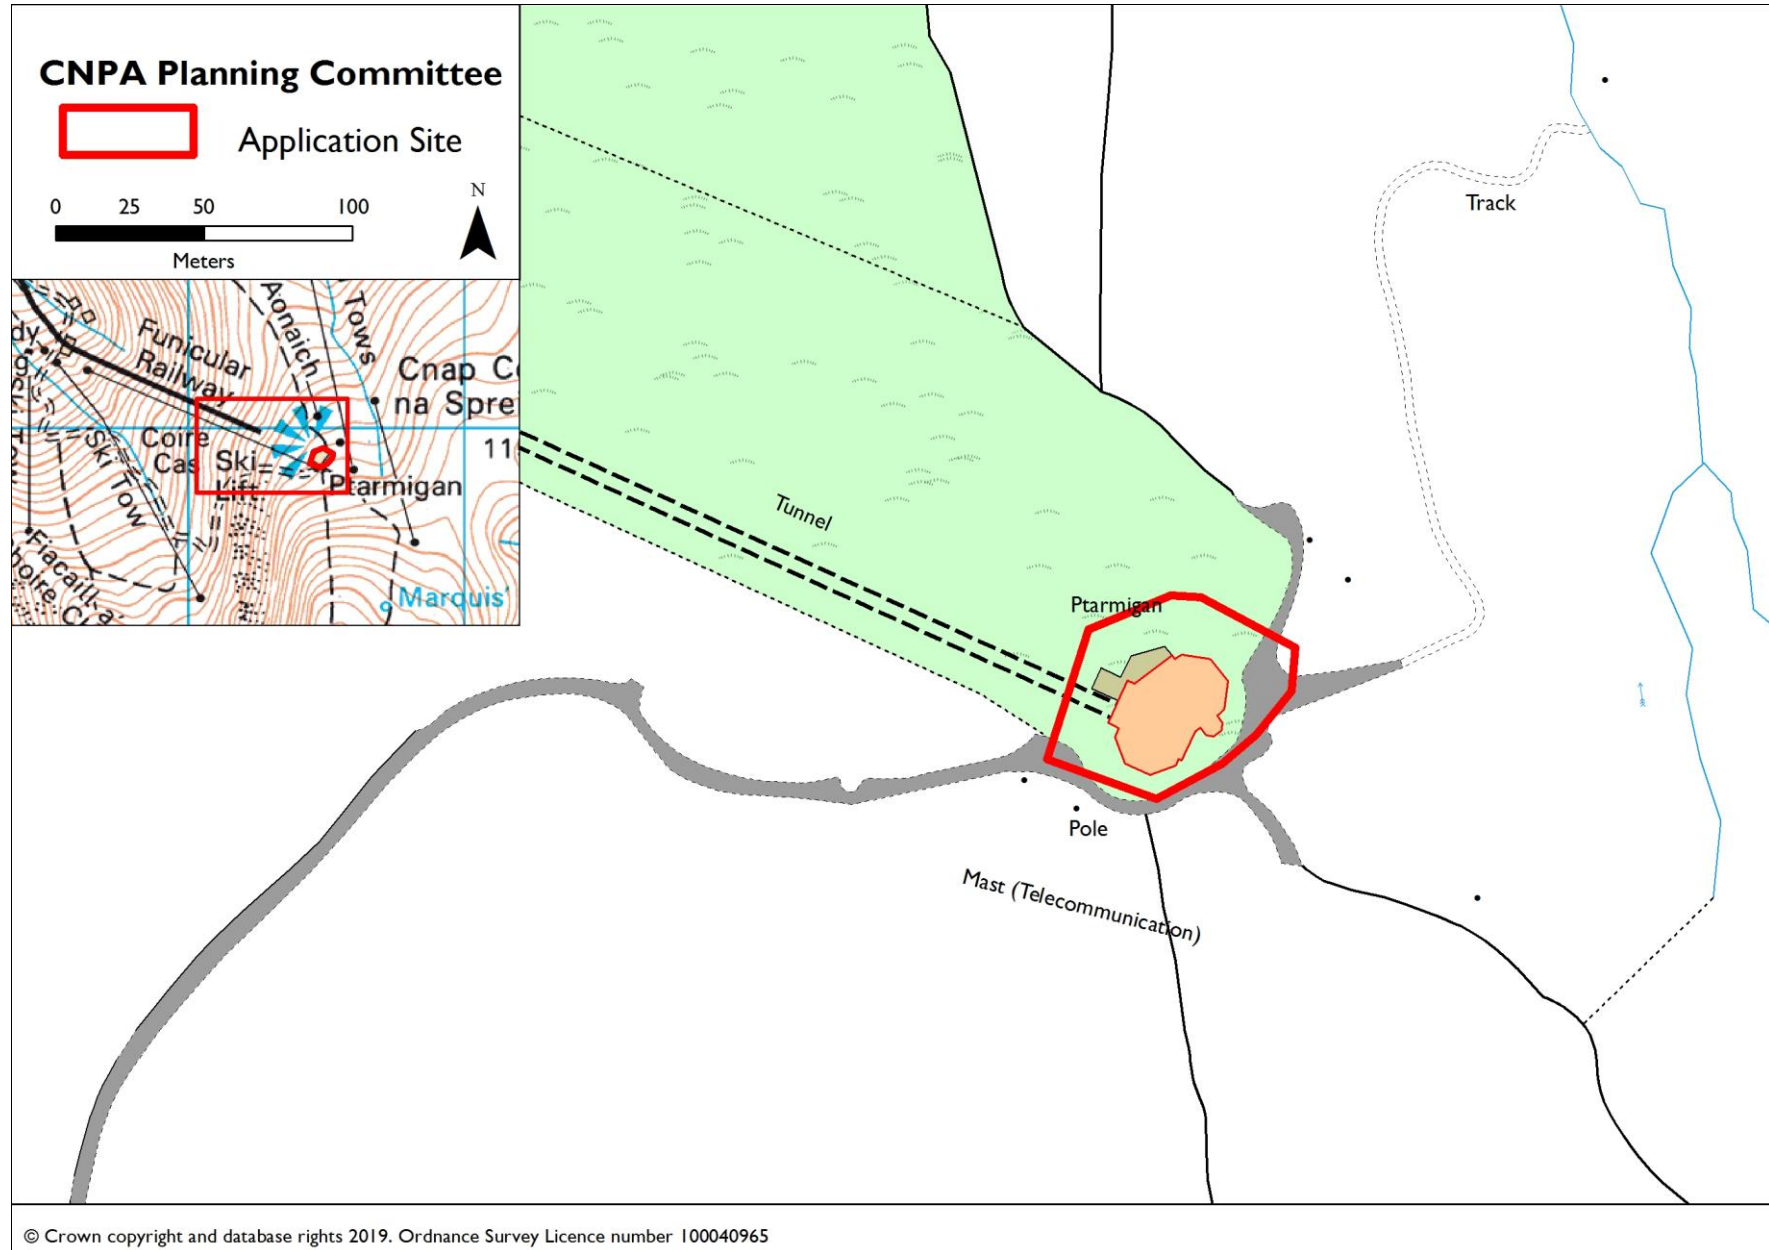 CNPA Planning Committee
Application Site
N
0 25 50 100
Meters
Funicular
Railway
Aonaich
Tows
Cnap C
na Spre
11
Coire
Cas
Ski
Lift
Ptarmigan
Ski Tow
Fiacaill a'
Marquis'
Tunnel
Track
Ptarmigan
Pole
Mast (Telecommunication)
© Crown copyright and database rights 2019. Ordnance Survey Licence number 100040965